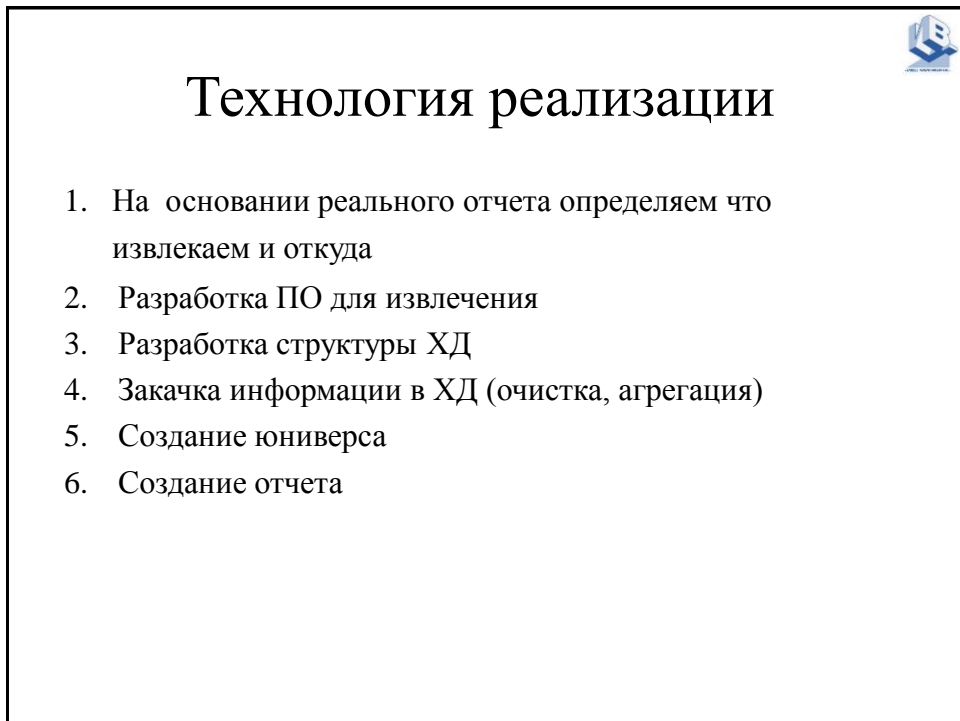 Технология реализации
1. На основании реального отчета определяем что
извлекаем и откуда
2. Разработка ПО для извлечения
3. Разработка структуры ХД
4. Закачка информации в ХД (очистка, агрегация)
5. Создание юниверса
6. Создание отчета